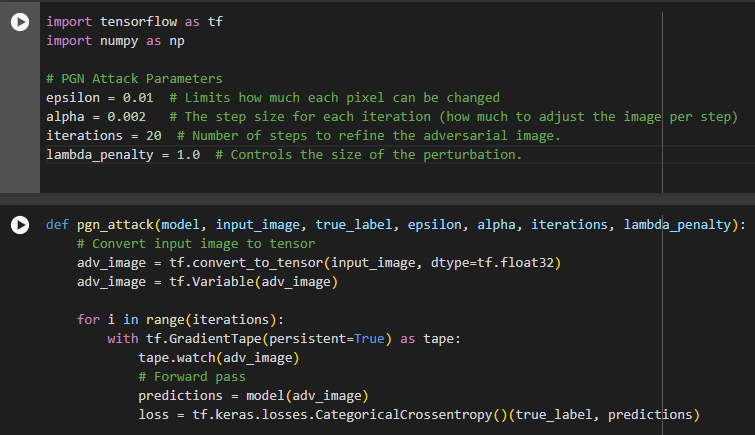 import tensorflow as tf
import numpy as np
# PGN Attack Parameters
epsilon = 0.01  # Limits how much each pixel can be changed
alpha = 0.002   # The step size for each iteration (how much to adjust the image per step)
iterations = 20  # Number of steps to refine the adversarial image.
lambda_penalty = 1.0  # Controls the size of the perturbation.
def pgn_attack(model, input_image, true_label, epsilon, alpha, iterations, lambda_penalty):
    # Convert input image to tensor
    adv_image = tf.convert_to_tensor(input_image, dtype=tf.float32)
    adv_image = tf.Variable(adv_image)
    for i in range(iterations):
        with tf.GradientTape(persistent=True) as tape:
            tape.watch(adv_image)
            # Forward pass
            predictions = model(adv_image)
            loss = tf.keras.losses.CategoricalCrossentropy()(true_label, predictions)